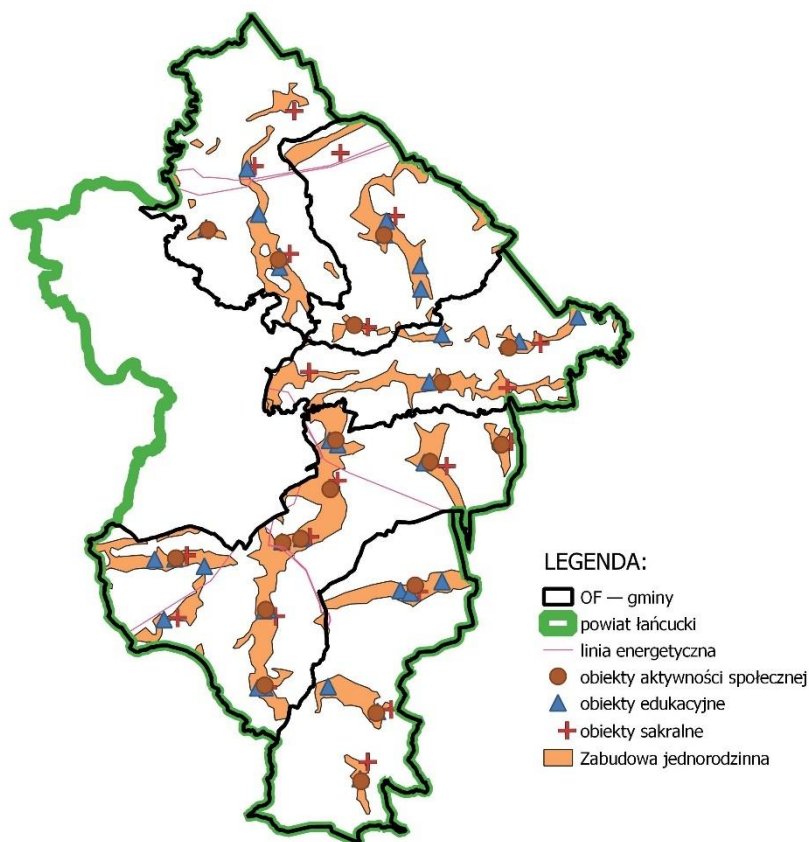 LEGENDA:
OF — gminy
powiat łańcucki
linia energetyczna
obiekty aktywności społecznej
obiekty edukacyjne
obiekty sakralne
Zabudowa jednorodzinna